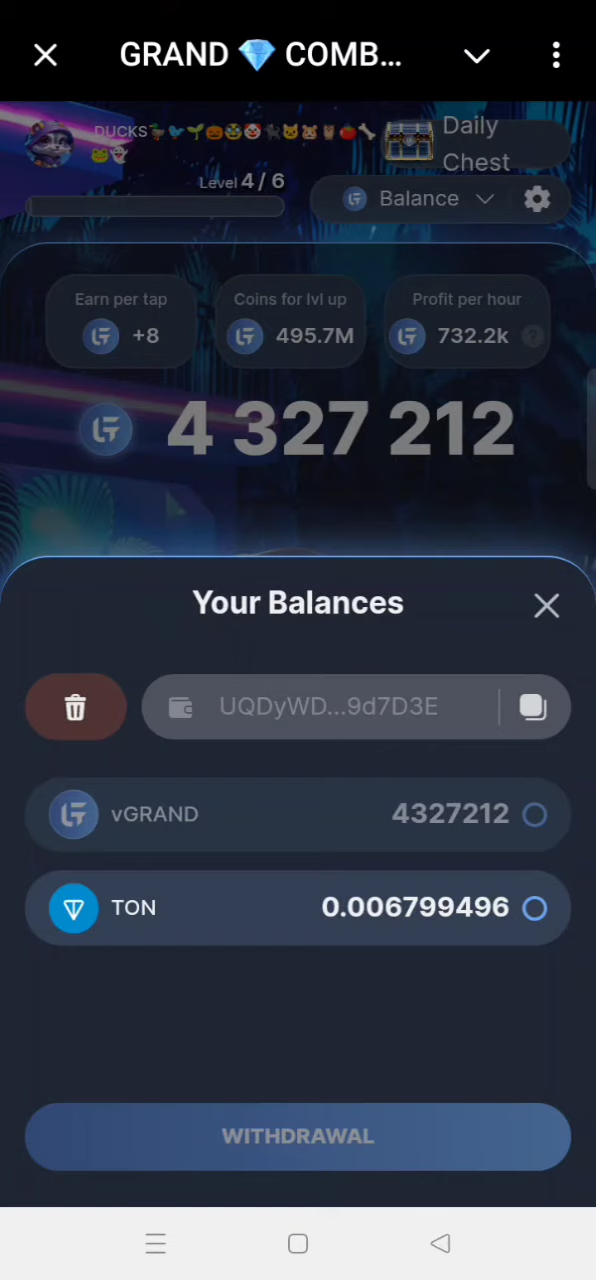 GRAND 💎 COMB...
DUCKS🦆🐦🌱🎃🥸🤡🐈‍⬛🐱🐹🦉🍅🦴
🐸👻
Daily
Chest
Level 4 / 6
Balance
Earn per tap
+8
Coins for lvl up
495.7M
Profit per hour
732.2k
?
4 327 212
Your Balances
UQDyWD...9d7D3E
vGRAND
4327212
TON
0.006799496
WITHDRAWAL